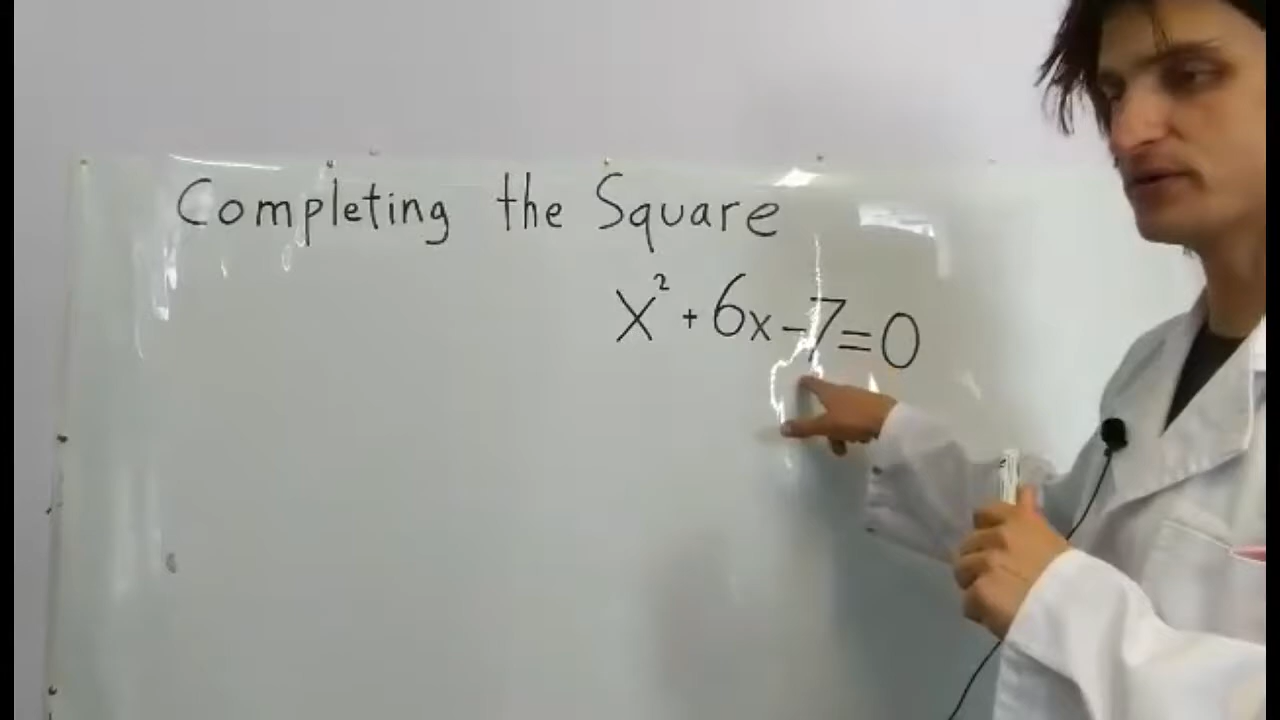 Completing the Square
x² + 6x - 7 = 0